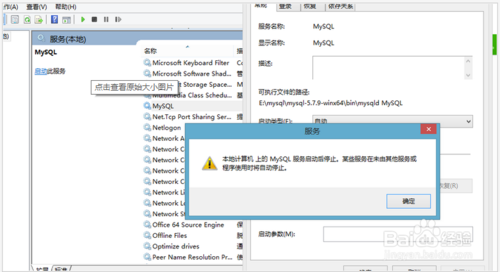 作(A) 查看(V) 帮助(H)
地)
服务(本地)
MySQL
启动此服务
点击查看原始大小图片
名称
Microsoft Keyboard Filter
Microsoft Software Shad...
t Storage Space...
Multimedia Class Schedu...
MySQL
Net.Tcp Port Sharing Ser...
Netlogon
Network C
Network C
Network C
Network C
Network L
Network S
Office 64 Source Engine
Offline Files
Optimize drives
Peer Name Resolution Pr...
扩展 标准
常规 登录 恢复 依存关系
服务名称: MySQL
显示名称: MySQL
描述:
可执行文件的路径:
E:\mysql\mysql-5.7.9-winx64\bin\mysqld MySQL
启动类型(E): 自动
服务
本地计算机 上的 MySQL 服务启动后停止。某些服务在未由其他服务或
程序使用时将自动停止。
确定
启动参数(M):
Baidu 经验
jingyan.baidu.com